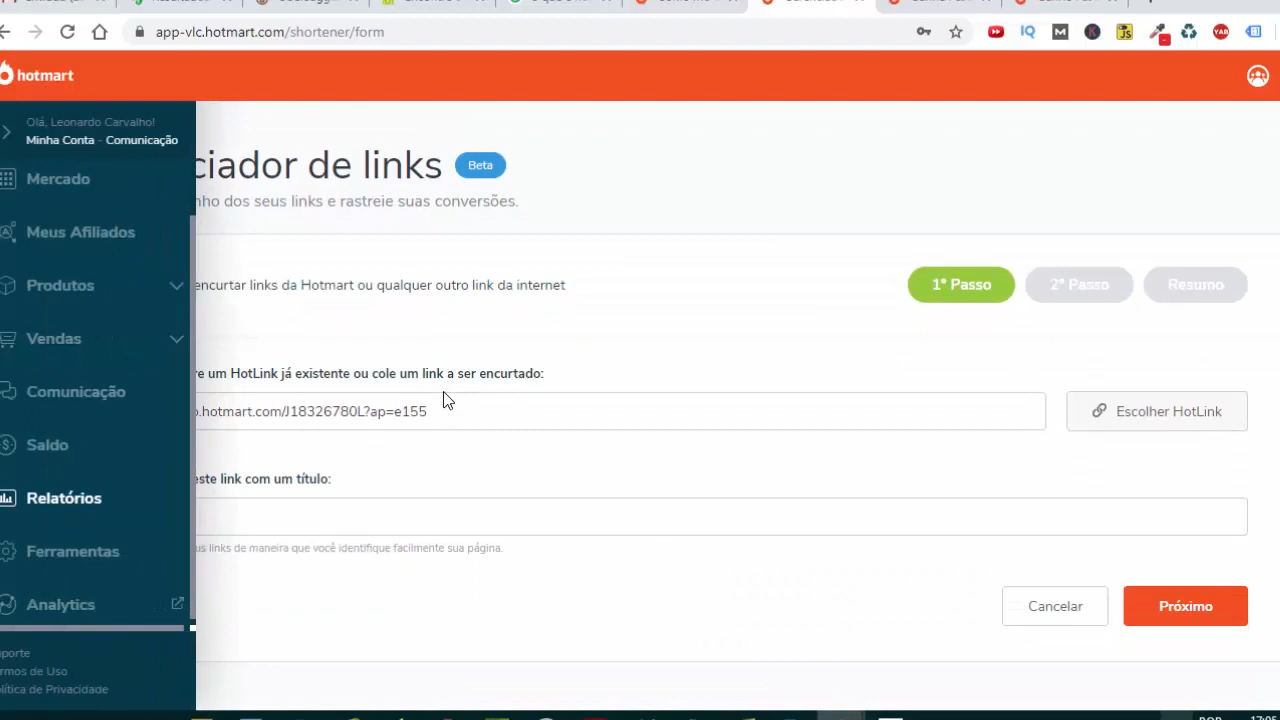 app-vlc.hotmart.com/shortener/form
hotmart
Olá, Leonardo Carvalho!
Minha Conta - Comunicação
Mercado
Meus Afiliados
Produtos
Vendas
Comunicação
Saldo
Relatórios
Ferramentas
Analytics
porte
rmos de Uso
lítica de Privacidade
ciador de links
Beta
nho dos seus links e rastreie suas conversões.
encurtar links da Hotmart ou qualquer outro link da internet
1º Passo
2º Passo
Resumo
re um HotLink já existente ou cole um link a ser encurtado:
o.hotmart.com/J18326780L?ap=e155
Escolher HotLink
este link com um título:
us links de maneira que você identifique facilmente sua página.
Cancelar
Próximo